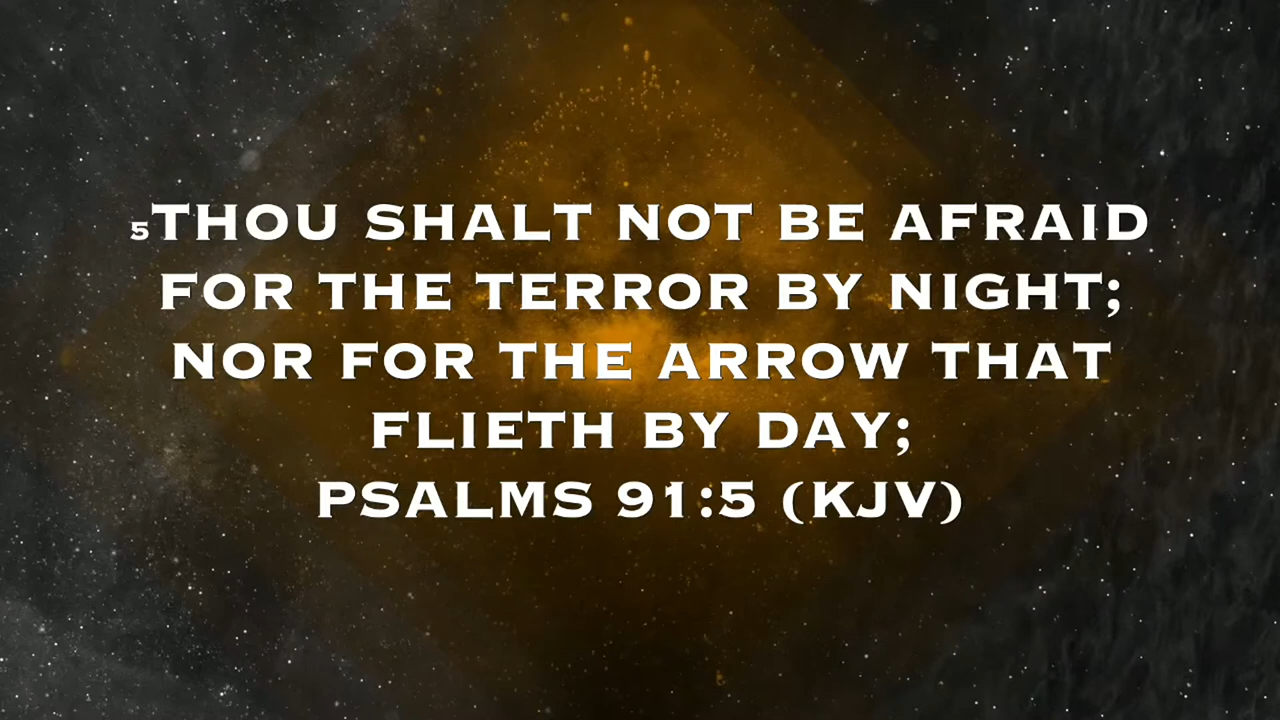 5THOU SHALT NOT BE AFRAID
FOR THE TERROR BY NIGHT;
NOR FOR THE ARROW THAT
FLIETH BY DAY;
PSALMS 91:5 (KJV)